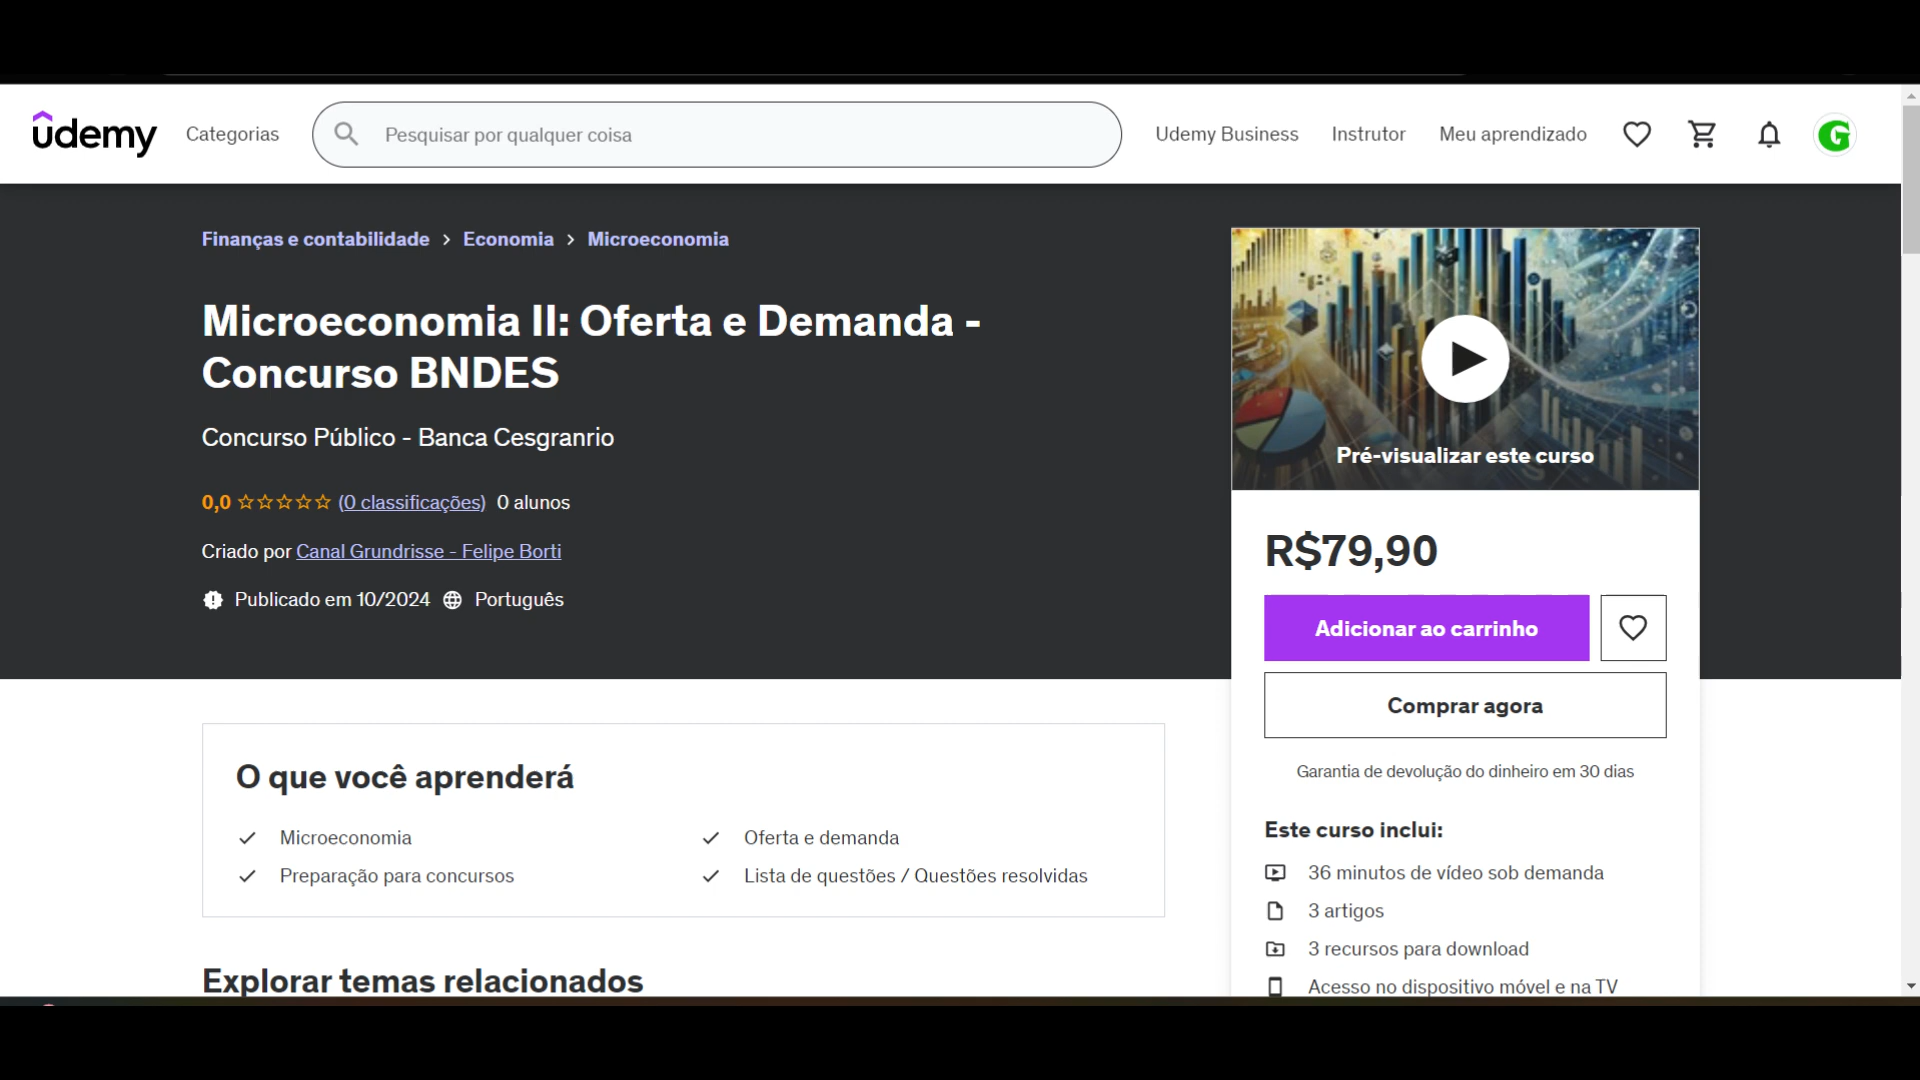 ûdemy
Categorias
Pesquisar por qualquer coisa
Udemy Business
Instrutor
Meu aprendizado
G
Finanças e contabilidade > Economia > Microeconomia
Microeconomia II: Oferta e Demanda -
Concurso BNDES
Concurso Público - Banca Cesgranrio
0,0 ☆☆☆☆☆ (0 classificações) 0 alunos
Criado por Canal Grundrisse - Felipe Borti
Publicado em 10/2024 Português
Pré-visualizar este curso
R$79,90
Adicionar ao carrinho
Comprar agora
Garantia de devolução do dinheiro em 30 dias
Este curso inclui:
36 minutos de vídeo sob demanda
3 artigos
3 recursos para download
Acesso no dispositivo móvel e na TV
O que você aprenderá
Microeconomia
Oferta e demanda
Preparação para concursos
Lista de questões / Questões resolvidas
Explorar temas relacionados